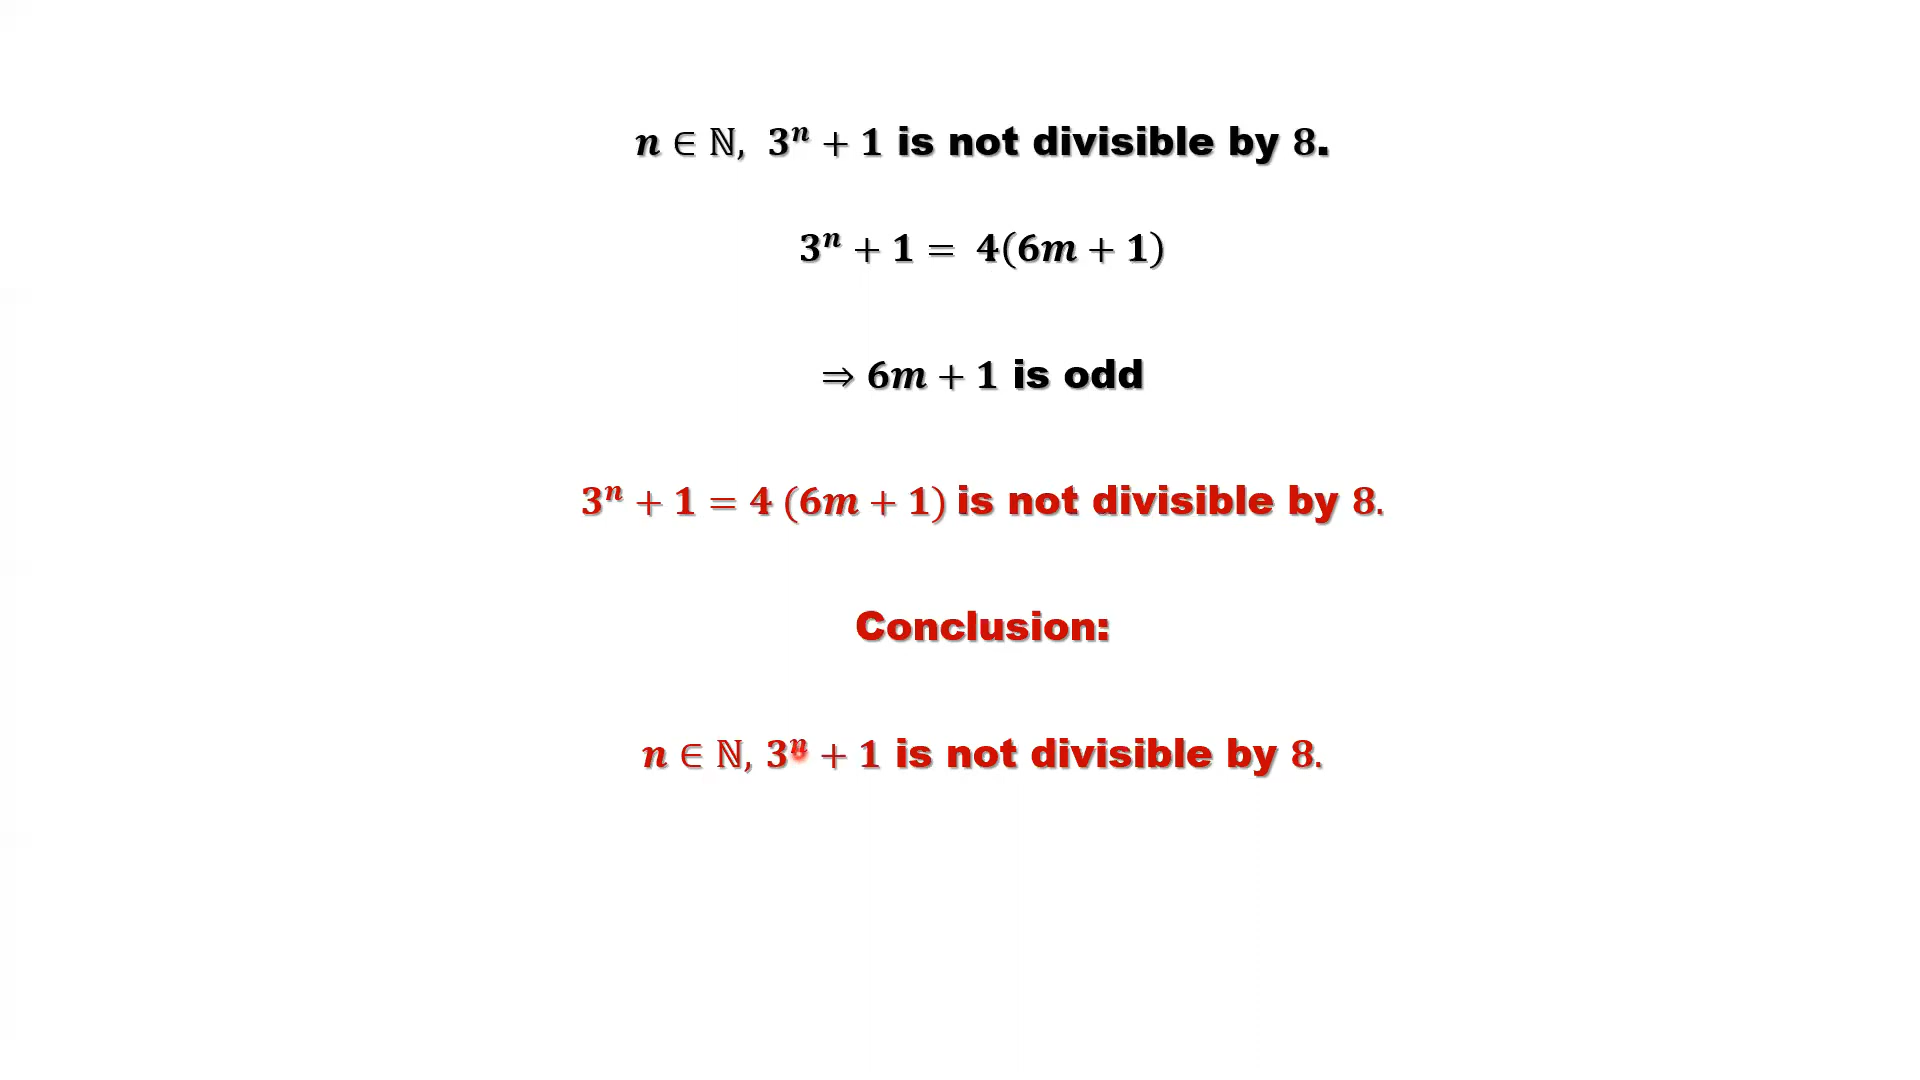 n ∈ ℕ, 3ⁿ + 1 is not divisible by 8.
3ⁿ + 1 = 4(6m + 1)
⇒ 6m + 1 is odd
3ⁿ + 1 = 4 (6m + 1) is not divisible by 8.
Conclusion:
n ∈ ℕ, 3ⁿ + 1 is not divisible by 8.